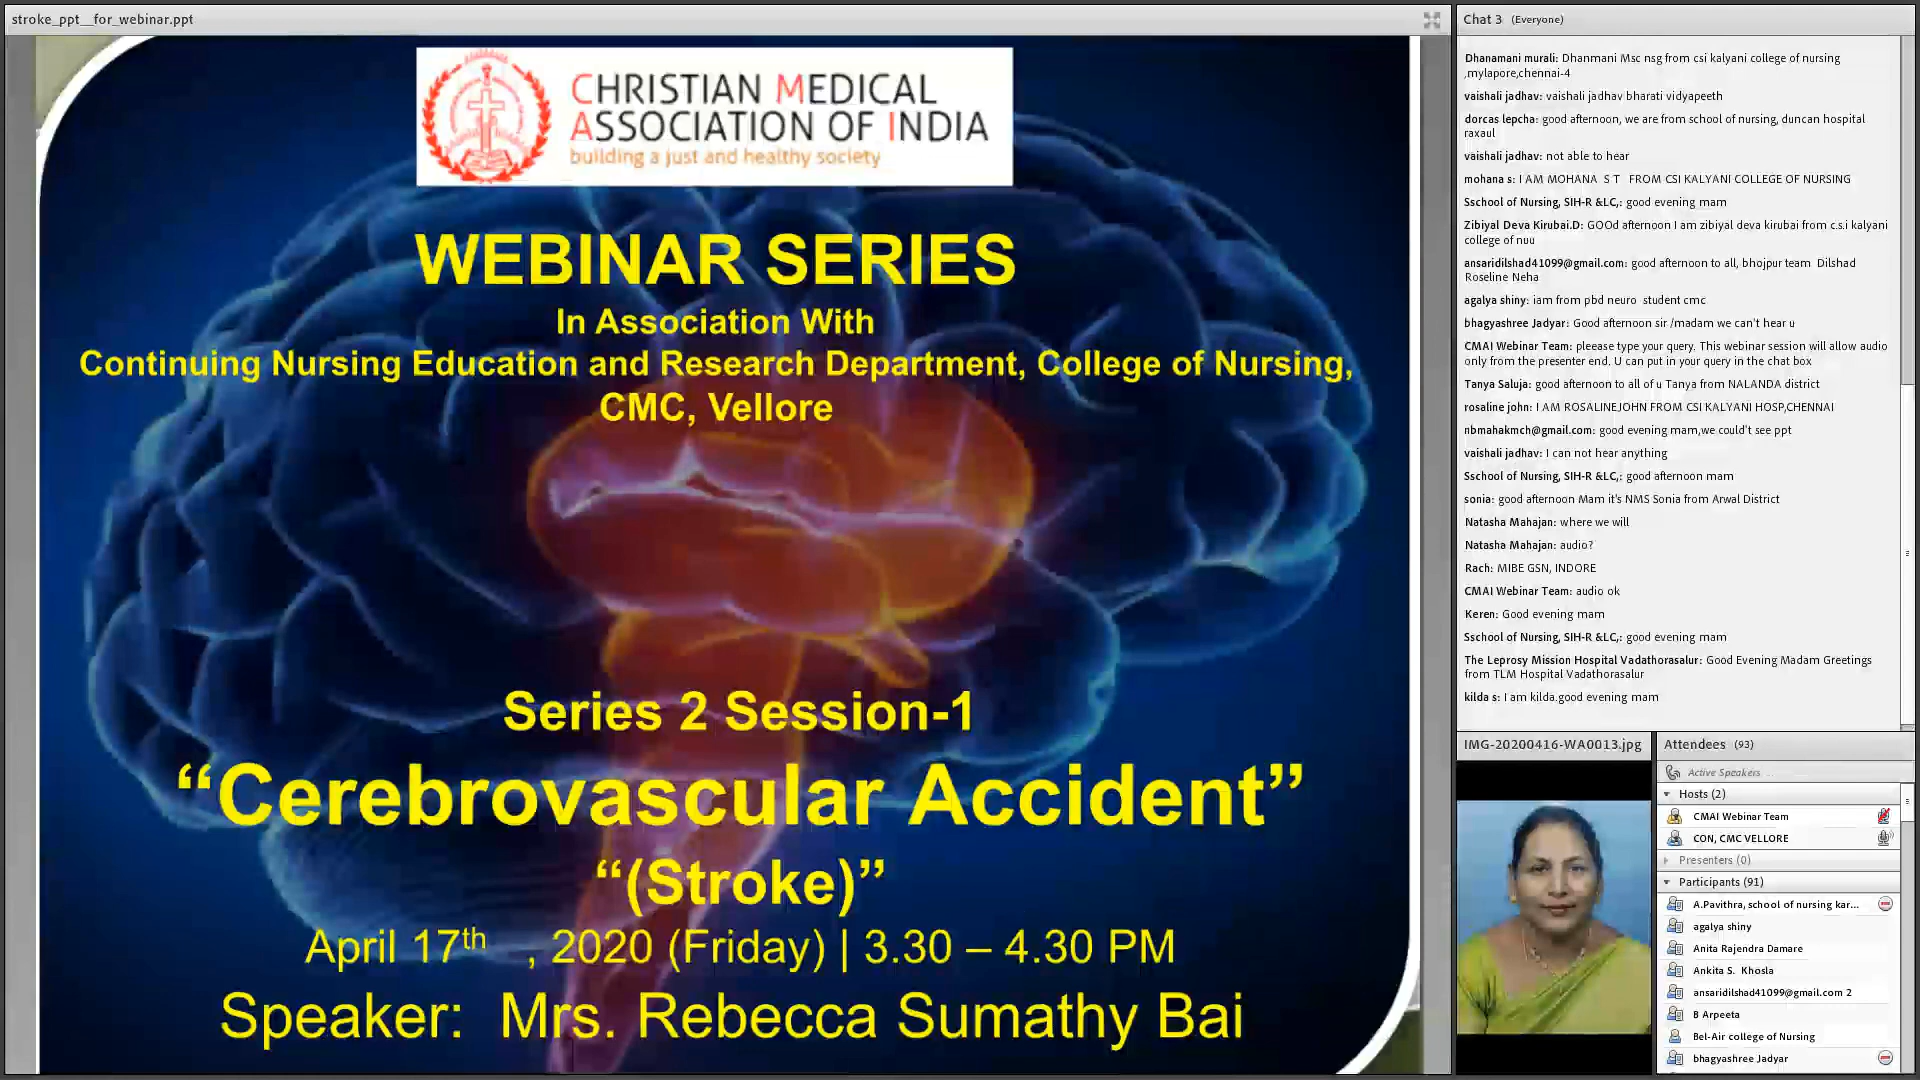 stroke_ppt__for_webinar.ppt
CHRISTIAN MEDICAL
ASSOCIATION OF INDIA
building a just and healthy society
WEBINAR SERIES
In Association With
Continuing Nursing Education and Research Department, College of Nursing,
CMC, Vellore
Series 2 Session-1
“Cerebrovascular Accident”
“(Stroke)”
April 17th , 2020 (Friday) | 3.30 – 4.30 PM
Speaker: Mrs. Rebecca Sumathy Bai
Chat 3 (Everyone)
Dhanamani murali: Dhanmani Msc nsg from csi kalyani college of nursing
,mylapore,chennai-4
vaishali jadhav: vaishali jadhav bharati vidyapeeth
dorcas lepcha: good afternoon, we are from school of nursing, duncan hospital
raxaul
vaishali jadhav: not able to hear
mohana s: I AM MOHANA S T FROM CSI KALYANI COLLEGE OF NURSING
Sschool of Nursing, SIH-R &LC,: good evening mam
Zibiyal Deva Kirubai.D: GOOd afternoon I am zibiyal deva kirubai from c.s.i kalyani
college of nuu
ansaridilshad41099@gmail.com: good afternoon to all, bhojpur team Dilshad
Roseline Neha
agalya shiny: iam from pbd neuro student cmc
bhagyashree Jadyar: Good afternoon sir /madam we can't hear u
CMAI Webinar Team: pleease type your query. This webinar session will allow audio
only from the presenter end. U can put in your query in the chat box
Tanya Saluja: good afternoon to all of u Tanya from NALANDA district
rosaline john: I AM ROSALINEJOHN FROM CSI KALYANI HOSP,CHENNAI
nbmahakmch@gmail.com: good evening mam,we could't see ppt
vaishali jadhav: I can not hear anything
Sschool of Nursing, SIH-R &LC,: good afternoon mam
sonia: good afternoon Mam it's NMS Sonia from Arwal District
Natasha Mahajan: where we will
Natasha Mahajan: audio?
Rach: MIBE GSN, INDORE
CMAI Webinar Team: audio ok
Keren: Good evening mam
Sschool of Nursing, SIH-R &LC,: good evening mam
The Leprosy Mission Hospital Vadathorasalur: Good Evening Madam Greetings
from TLM Hospital Vadathorasalur
kilda s: I am kilda.good evening mam
IMG-20200416-WA0013.jpg
Attendees (93)
Active Speakers ...
Hosts (2)
CMAI Webinar Team
CON, CMC VELLORE
Presenters (0)
Participants (91)
A.Pavithra, school of nursing kar...
agalya shiny
Anita Rajendra Damare
Ankita S. Khosla
ansaridilshad41099@gmail.com 2
B Arpeeta
Bel-Air college of Nursing
bhagyashree Jadyar